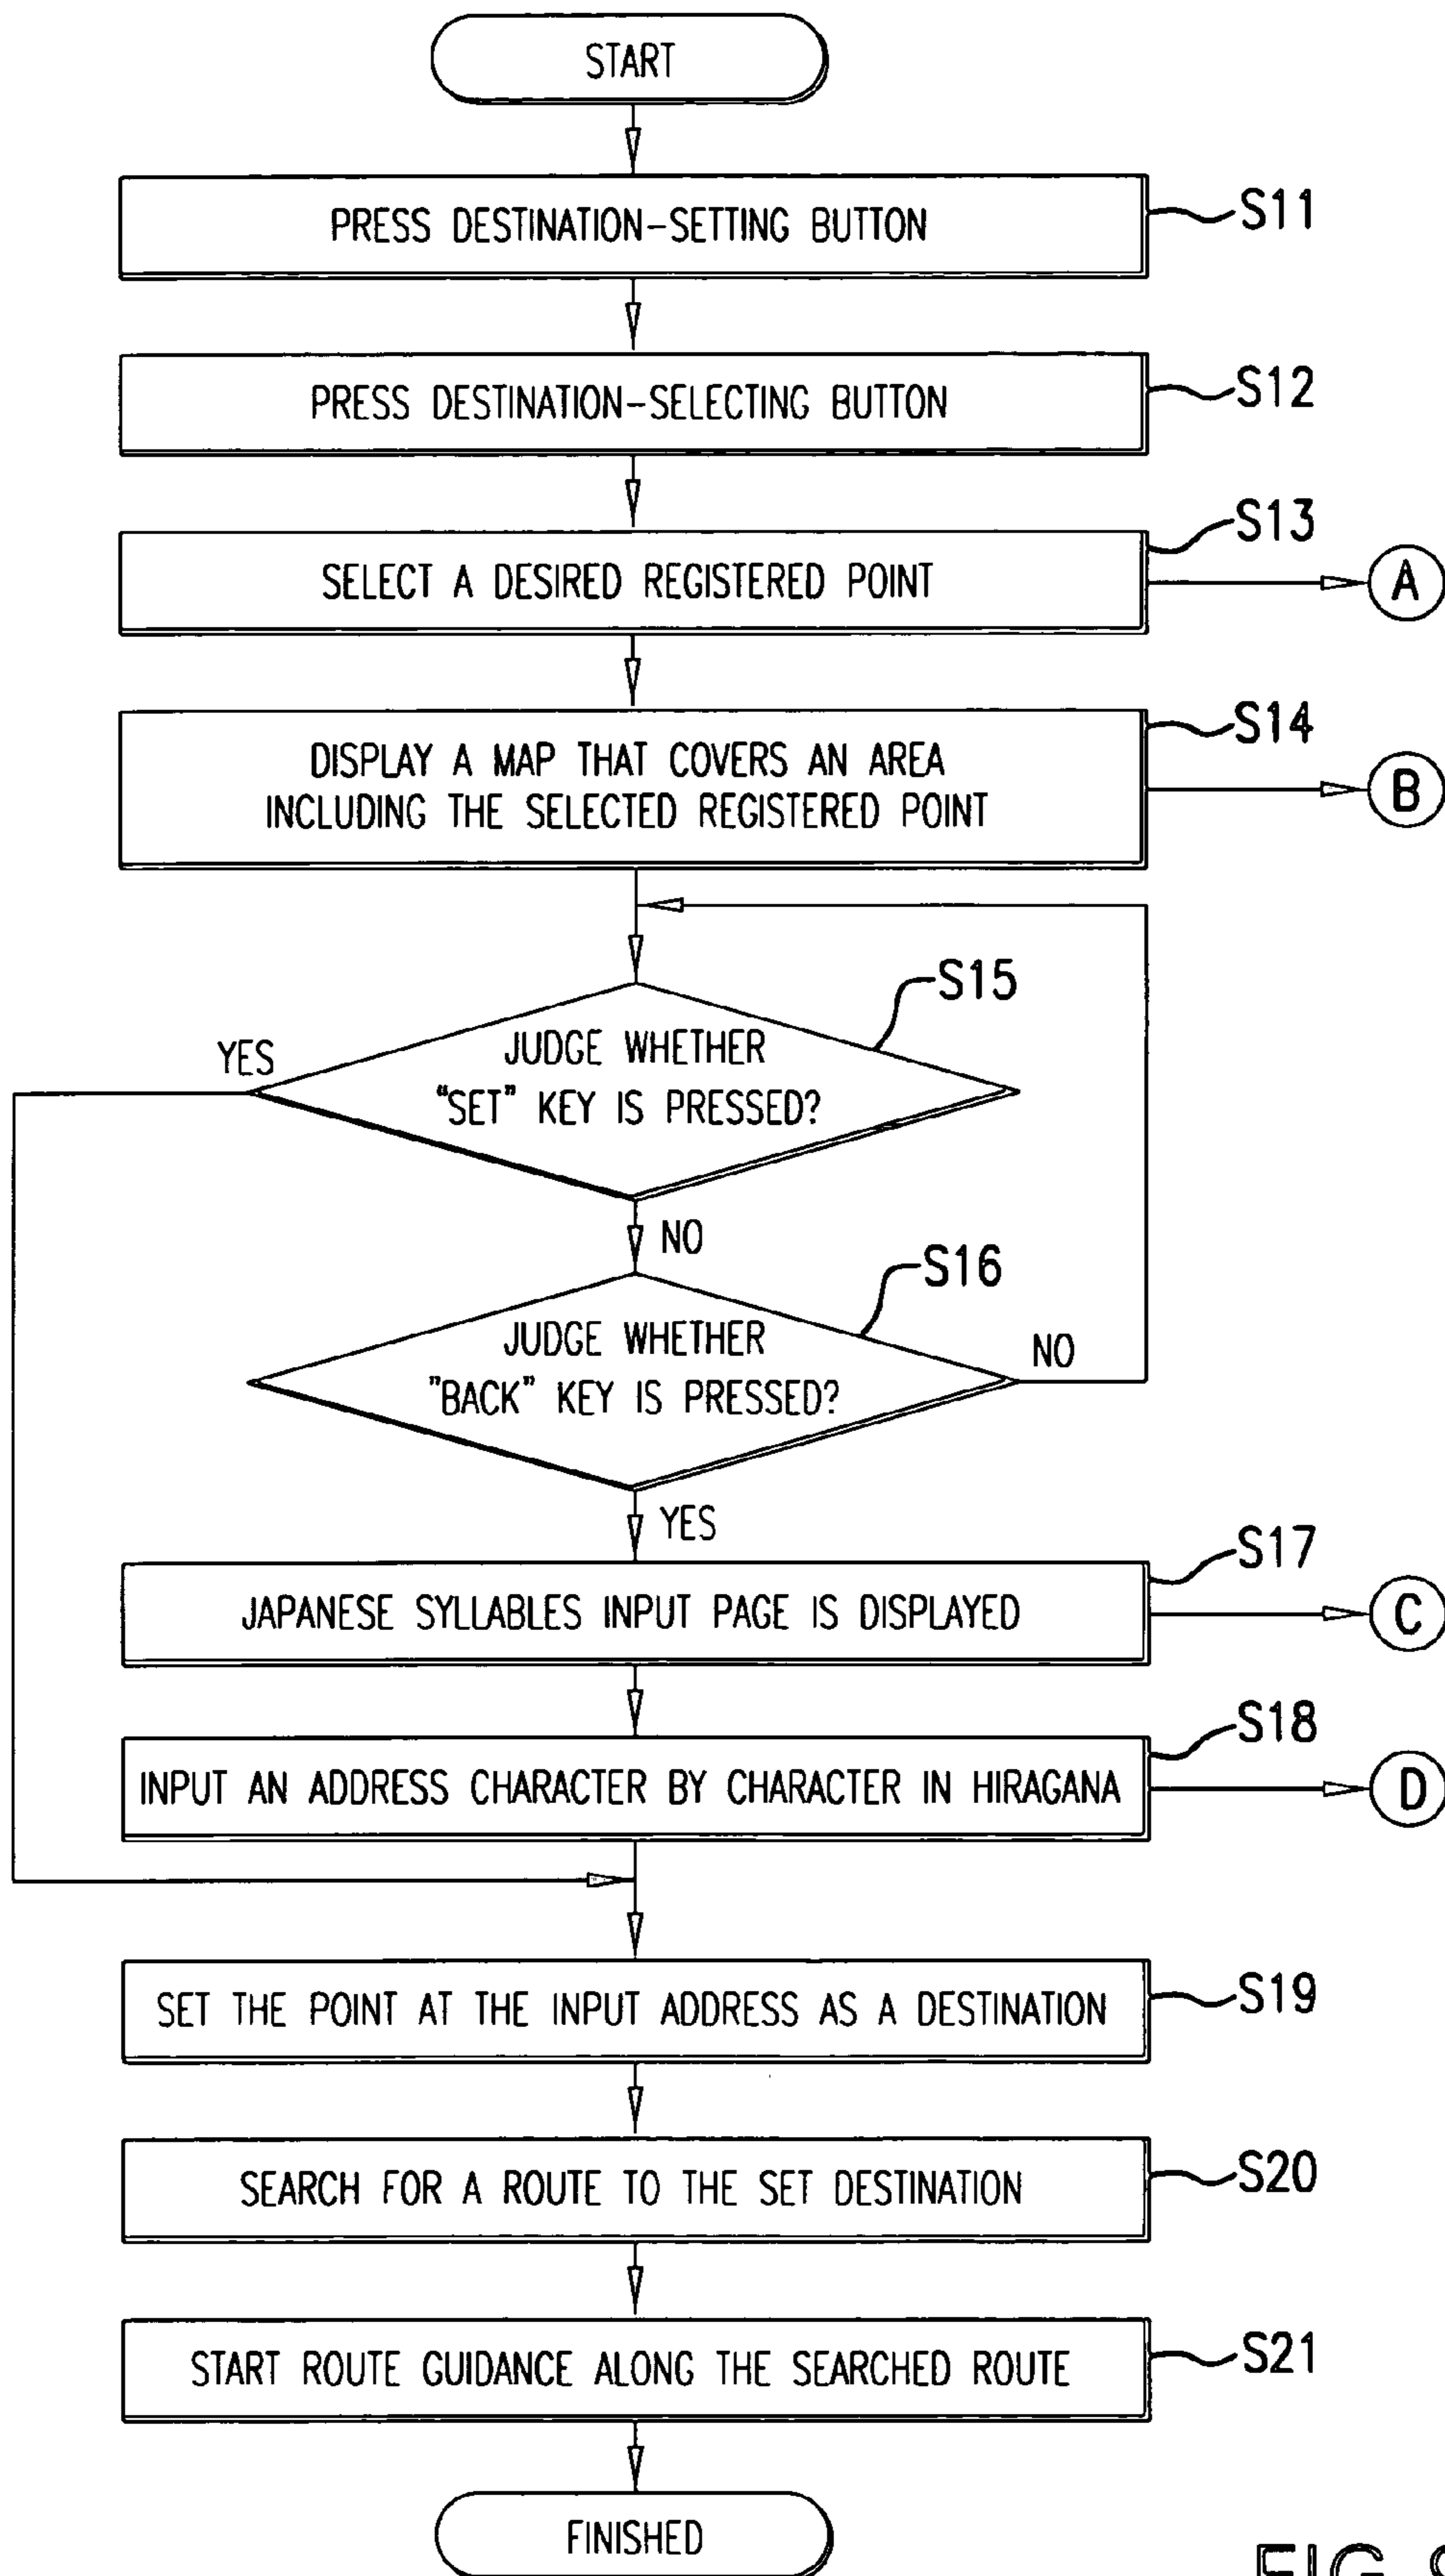 START
PRESS DESTINATION-SETTING BUTTON
S11
PRESS DESTINATION-SELECTING BUTTON
S12
S13
SELECT A DESIRED REGISTERED POINT
A
S14
DISPLAY A MAP THAT COVERS AN AREA
INCLUDING THE SELECTED REGISTERED POINT
B
S15
YES
JUDGE WHETHER
“SET” KEY IS PRESSED?
NO
S16
JUDGE WHETHER
"BACK” KEY IS PRESSED?
NO
YES
S17
JAPANESE SYLLABLES INPUT PAGE IS DISPLAYED
C
S18
INPUT AN ADDRESS CHARACTER BY CHARACTER IN HIRAGANA
D
SET THE POINT AT THE INPUT ADDRESS AS A DESTINATION
S19
SEARCH FOR A ROUTE TO THE SET DESTINATION
S20
START ROUTE GUIDANCE ALONG THE SEARCHED ROUTE
S21
FINISHED
FIG